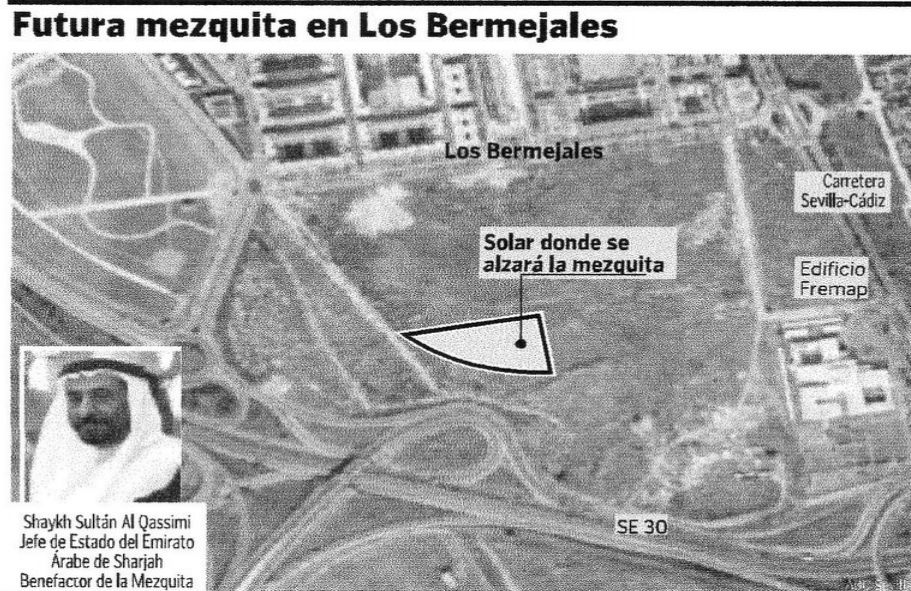 Futura mezquita en Los Bermejales
Los Bermejales
Carretera
Sevilla-Cádiz
Solar donde se
alzará la mezquita
Edificio
Fremap
SE 30
Shaykh Sultán Al Qassimi
Jefe de Estado del Emirato
Árabe de Sharjah
Benefactor de la Mezquita